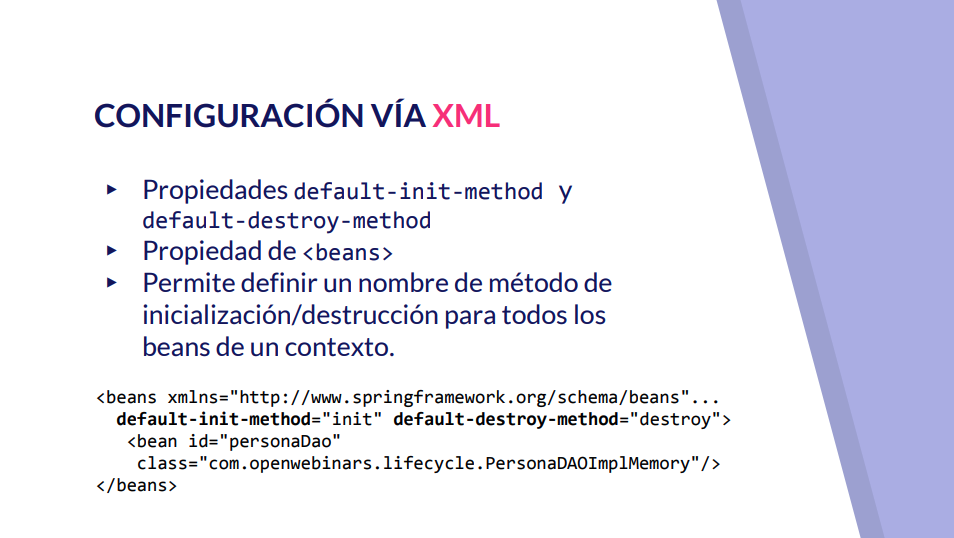 CONFIGURACIÓN VÍA XML
▸ Propiedades default-init-method y
default-destroy-method
▸ Propiedad de <beans>
▸ Permite definir un nombre de método de
inicialización/destrucción para todos los
beans de un contexto.
<beans xmlns="http://www.springframework.org/schema/beans"...
default-init-method="init" default-destroy-method="destroy">
<bean id="personaDao"
class="com.openwebinars.lifecycle.PersonaDAOImplMemory"/>
</beans>